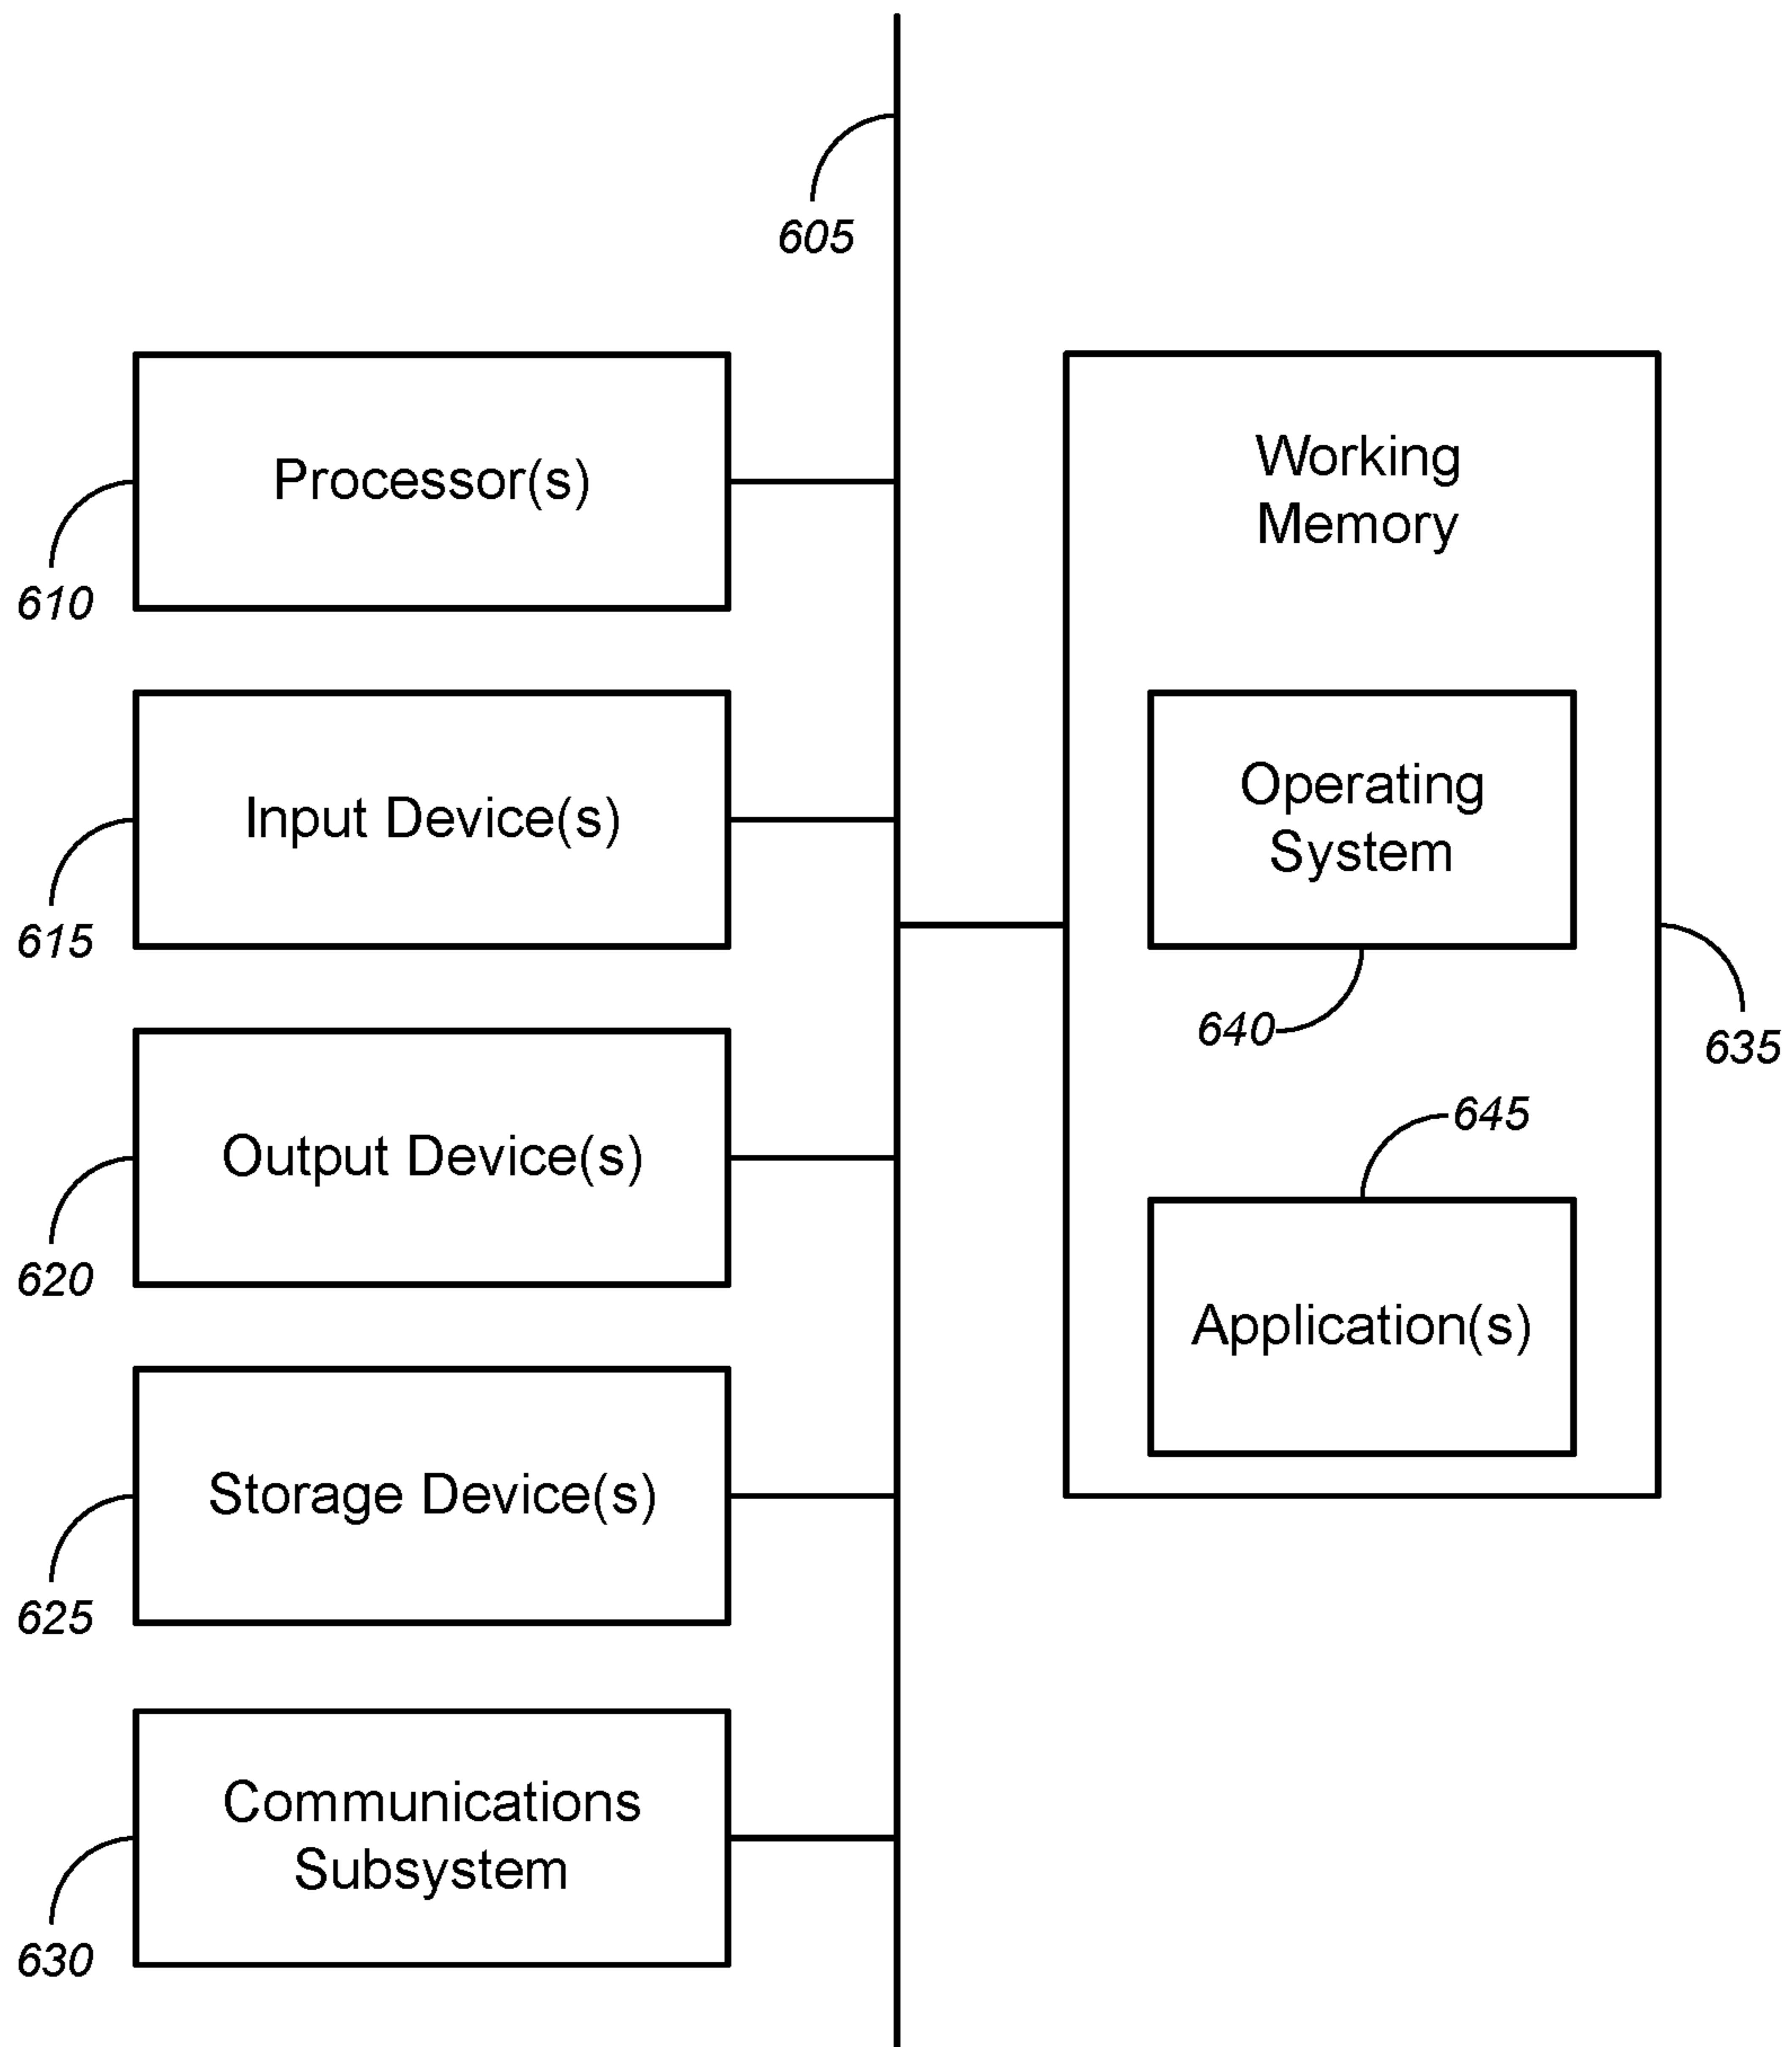 605
Processor(s)
610
Input Device(s)
615
Output Device(s)
620
Storage Device(s)
625
Communications
Subsystem
630
Working
Memory
Operating
System
640
635
645
Application(s)